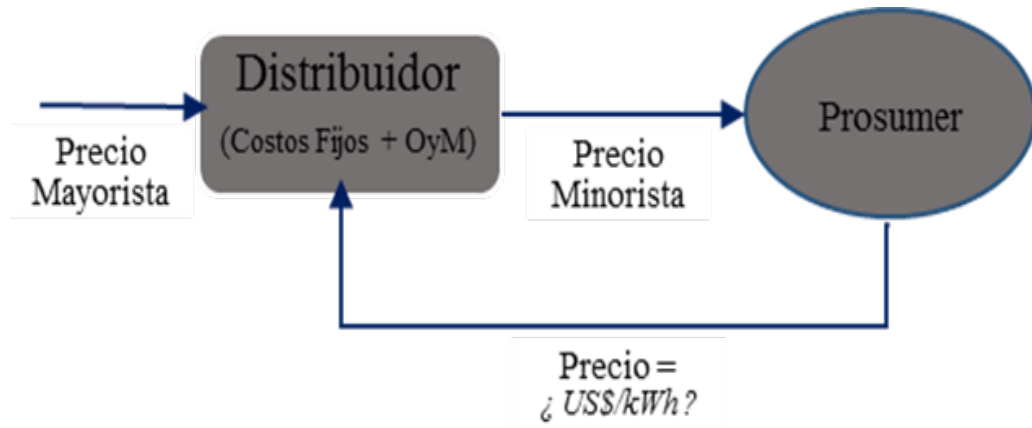 Distribuidor
(Costos Fijos + OyM)
Prosumer
Precio
Mayorista
Precio
Minorista
Precio =
¿ US$/kWh?